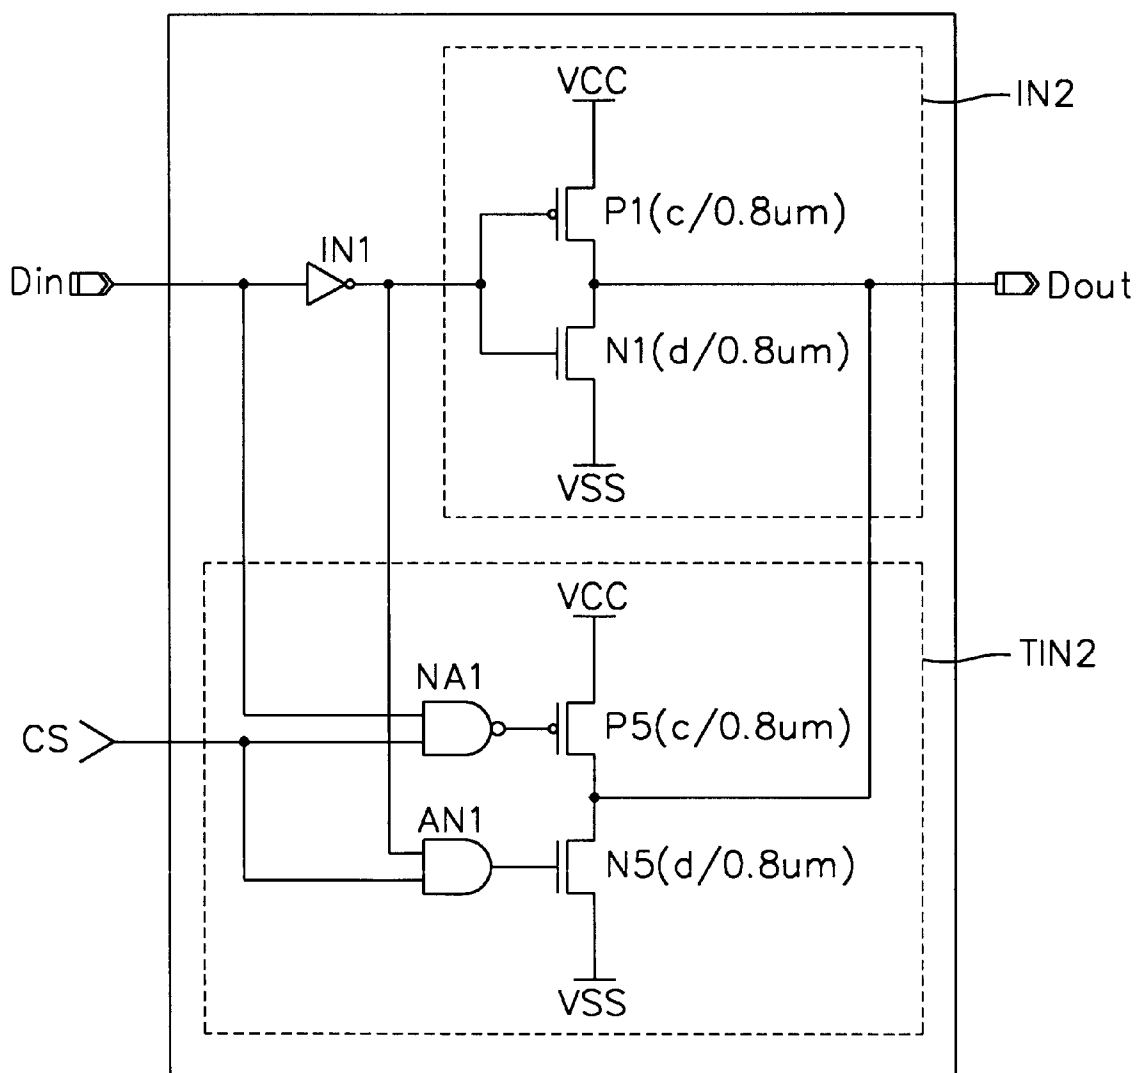 VCC
IN2
P1(c/0.8um)
IN1
Din
Dout
N1(d/0.8um)
VSS
VCC
TIN2
NA1
P5(c/0.8um)
CS
AN1
N5(d/0.8um)
VSS